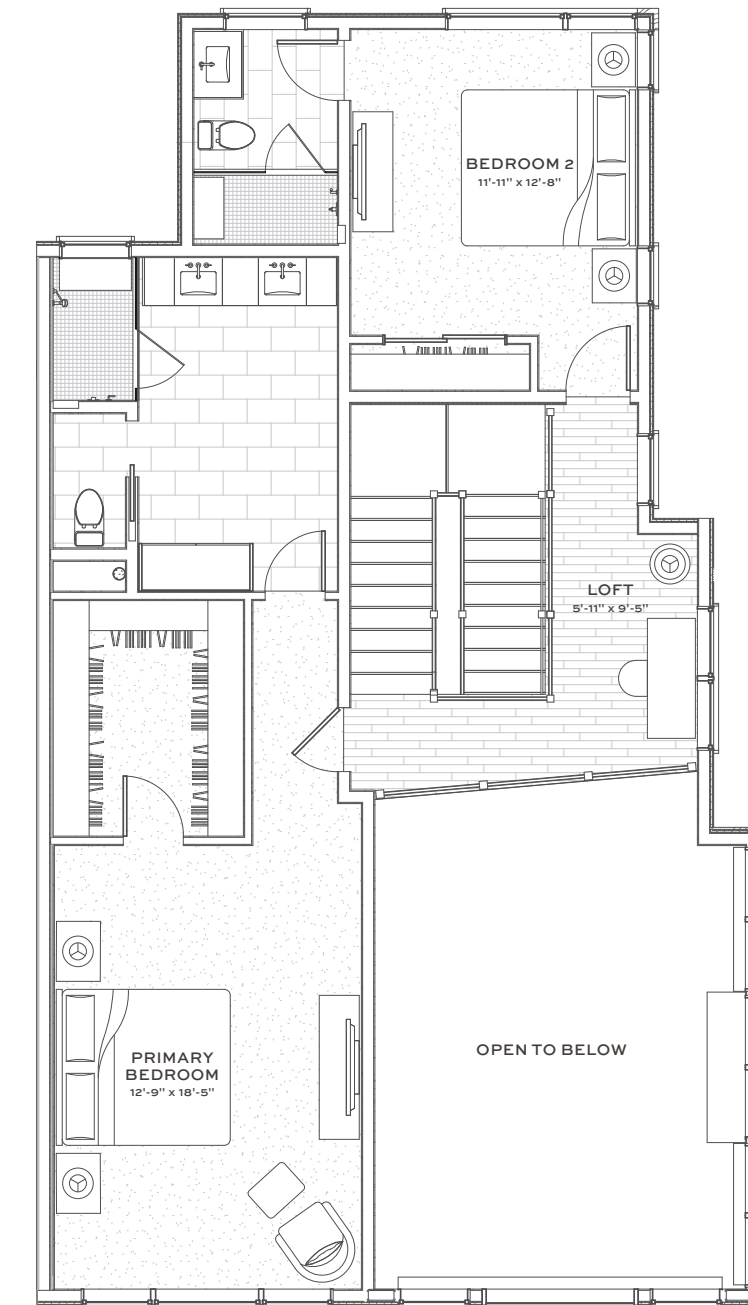 BEDROOM 2
11'-11" x 12'-8"
LOFT
5'-11" x 9'-5"
OPEN TO BELOW
PRIMARY
BEDROOM
12'-9" x 18'-5"